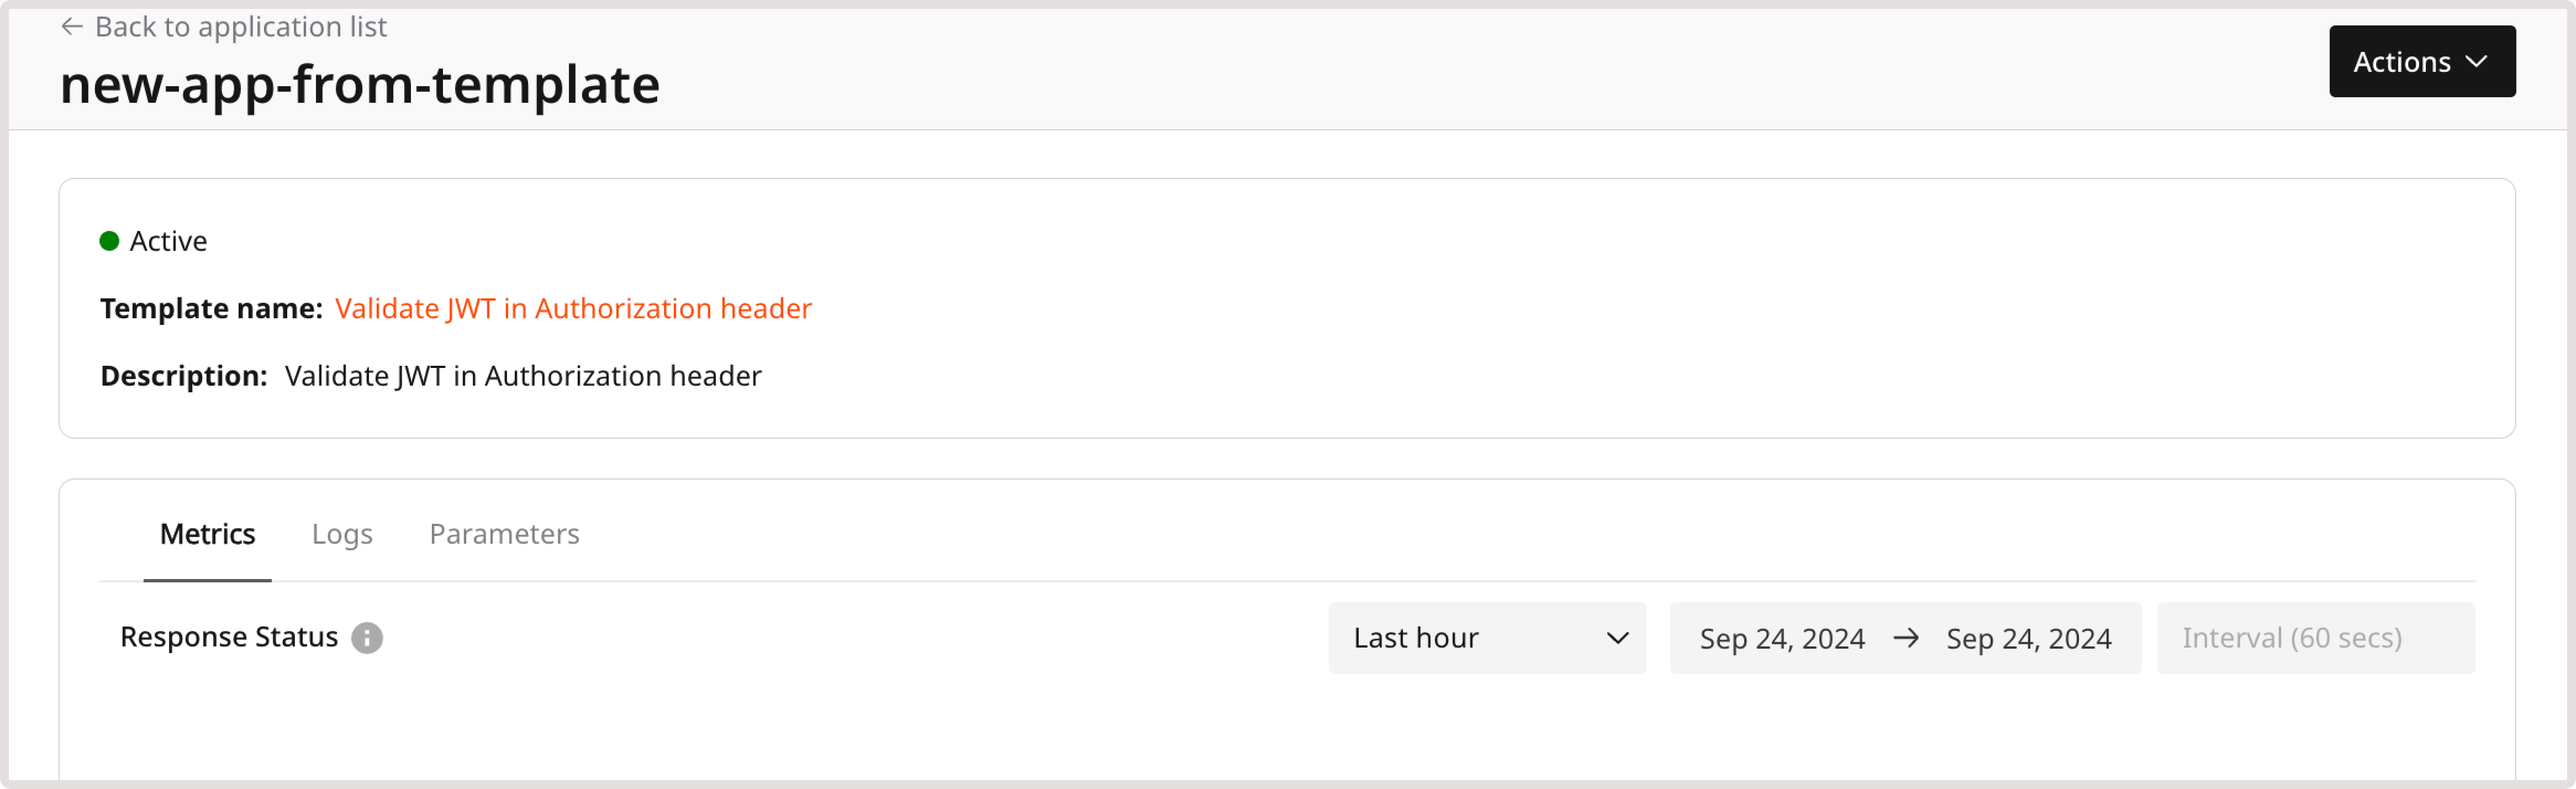 Back to application list
new-app-from-template
Actions
Active
Template name: Validate JWT in Authorization header
Description: Validate JWT in Authorization header
Metrics Logs Parameters
Response Status Last hour Sep 24, 2024 → Sep 24, 2024 Interval (60 secs)